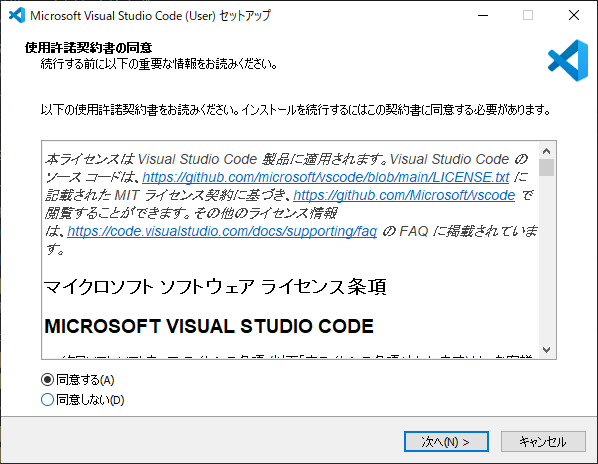 Microsoft Visual Studio Code (User) セットアップ
使用許諾契約書の同意
続行する前に以下の重要な情報をお読みください。
以下の使用許諾契約書をお読みください。インストールを続行するにはこの契約書に同意する必要があります。
本ライセンスは Visual Studio Code 製品に適用されます。Visual Studio Code の
ソース コードは、https://github.com/microsoft/vscode/blob/main/LICENSE.txt に
記載された MIT ライセンス契約に基づき、https://github.com/Microsoft/vscode で
閲覧することができます。その他のライセンス情報
は、https://code.visualstudio.com/docs/supporting/faq の FAQ に掲載されていま
す。
マイクロソフト ソフトウェア ライセンス条項
MICROSOFT VISUAL STUDIO CODE
同意する(A)
同意しない(D)
次へ(N) >
キャンセル